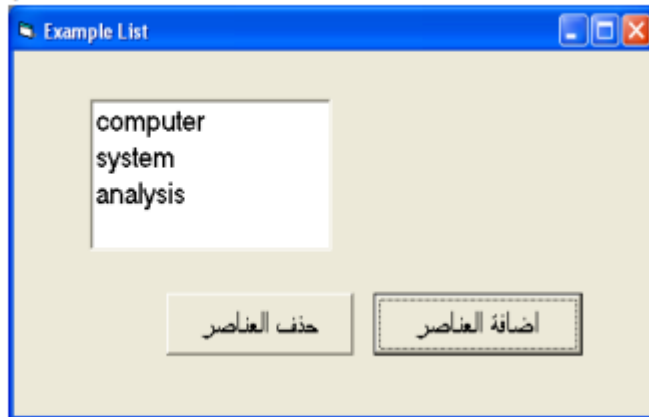 Example List
computer
system
analysis
اضافة العناصر
حذف العناصر